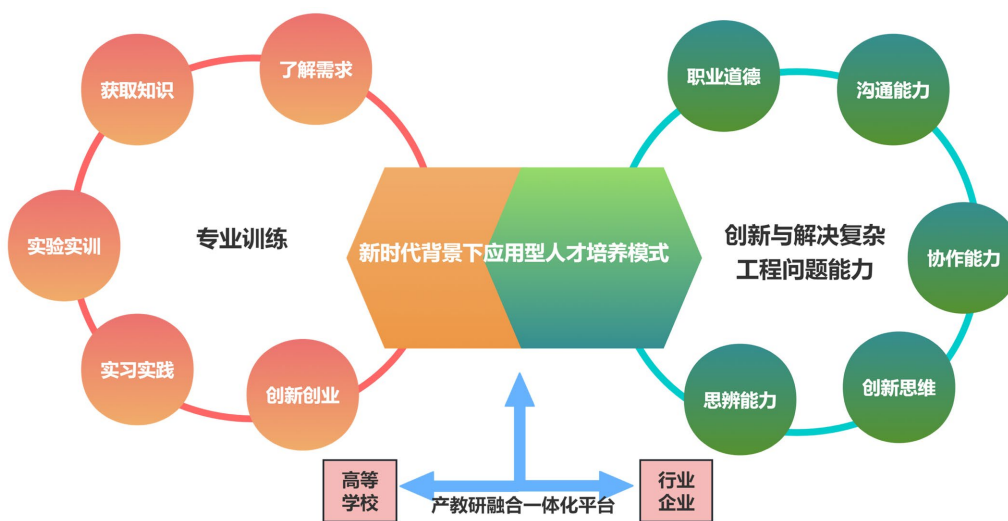 了解需求
获取知识
实验实训
实习实践
创新创业
专业训练
新时代背景下应用型人才培养模式
职业道德
沟通能力
协作能力
创新思维
思辨能力
创新与解决复杂
工程问题能力
高等
学校
产教研融合一体化平台
行业
企业